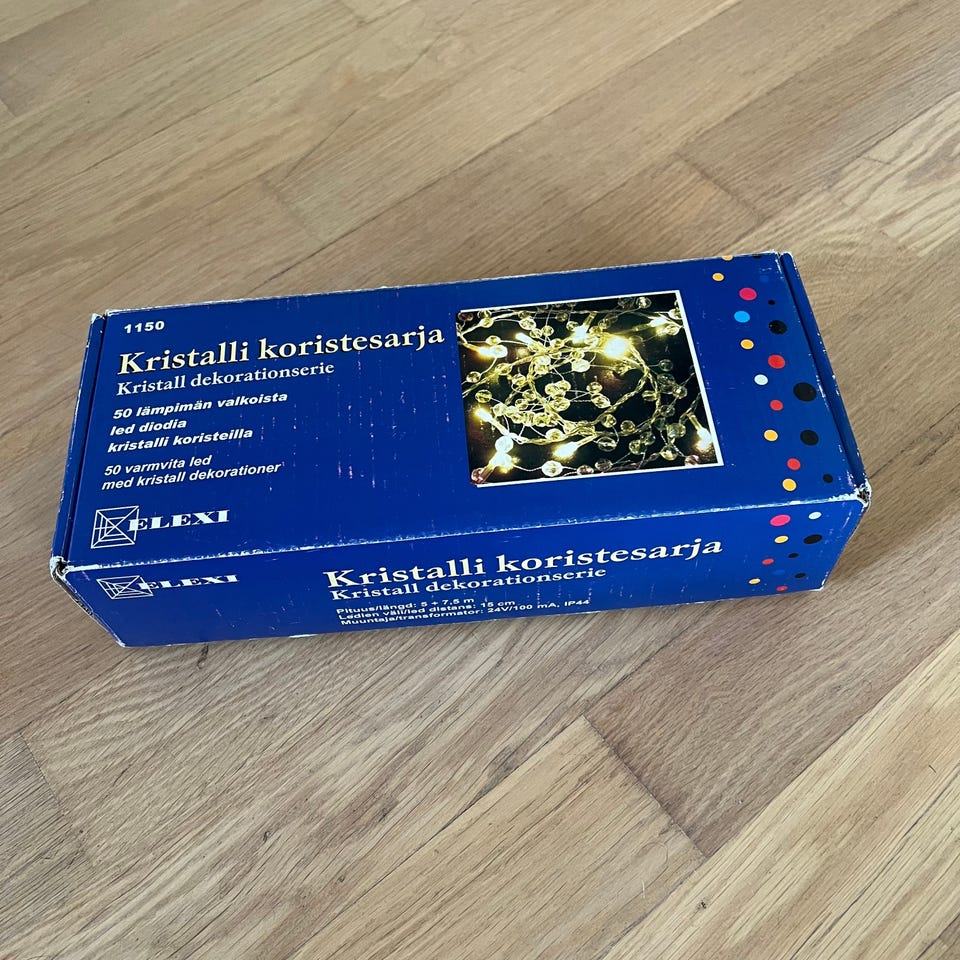 1150
Kristalli koristesarja
Kristall dekorationserie
50 lämpimän valkoista
led diodia
kristalli koristeilla
50 varmvita led
med kristall dekorationer
ELEXI
ELEXI
Kristalli koristesarja
Kristall dekorationserie
Pituus/längd: 5 + 7,5 m
Ledien väli/led distans: 15 cm
Muuntaja/transformator: 24V/100 mA, IP44